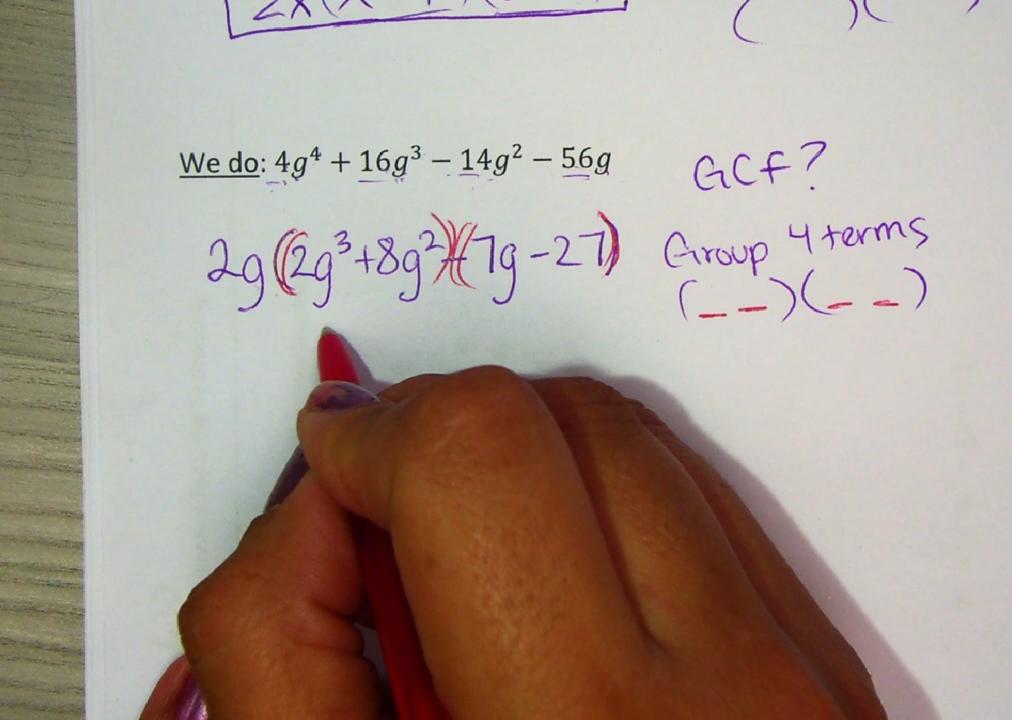 We do: 4g⁴ + 16g³ − 14g² − 56g
GCF?
2g((2g³+8g²)(7g-27)
Group 4 terms
(_ _)(_ _)